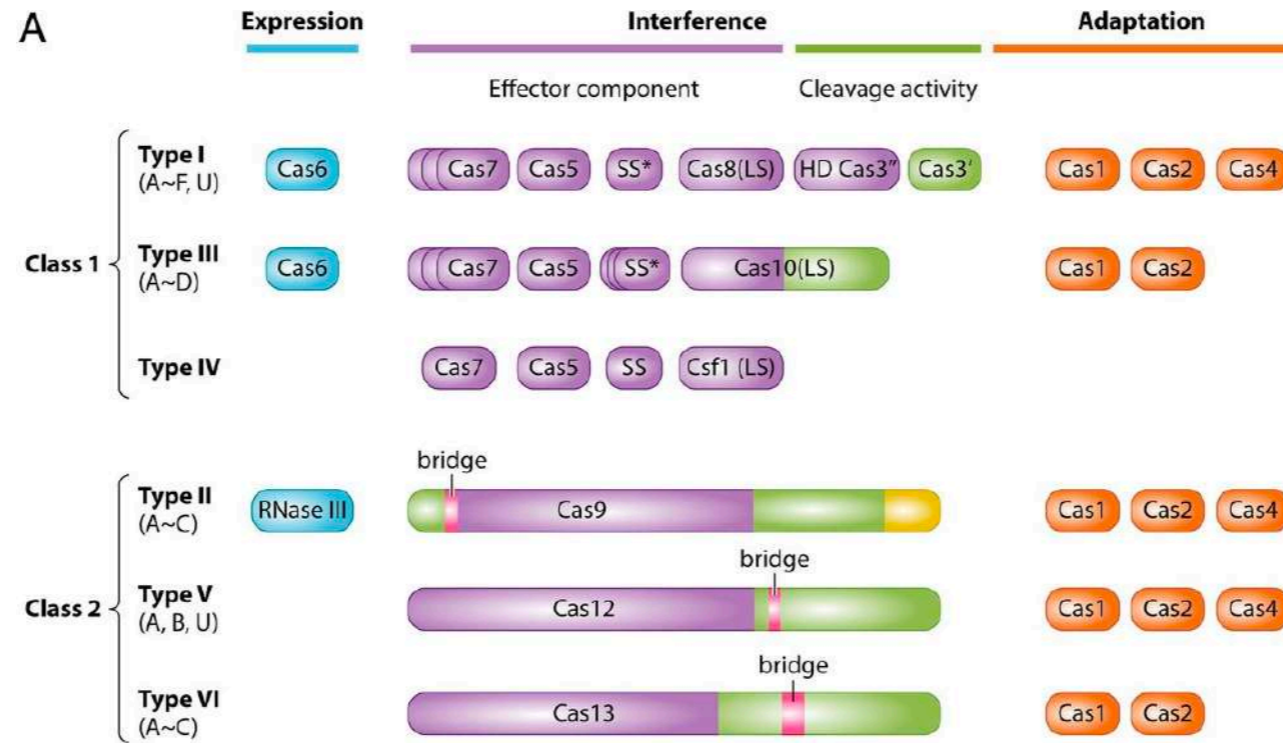 A
Expression
Interference
Adaptation
Effector component
Cleavage activity
Class 1
Type I
(A~F, U)
Cas6
Cas7
Cas5
SS*
Cas8(LS)
HD Cas3″
Cas3′
Cas1
Cas2
Cas4
Type III
(A~D)
Cas6
Cas7
Cas5
SS*
Cas10(LS)
Cas1
Cas2
Type IV
Cas7
Cas5
SS
Csf1 (LS)
Class 2
Type II
(A~C)
RNase III
bridge
Cas9
Cas1
Cas2
Cas4
Type V
(A, B, U)
Cas12
bridge
Cas1
Cas2
Cas4
Type VI
(A~C)
Cas13
bridge
Cas1
Cas2